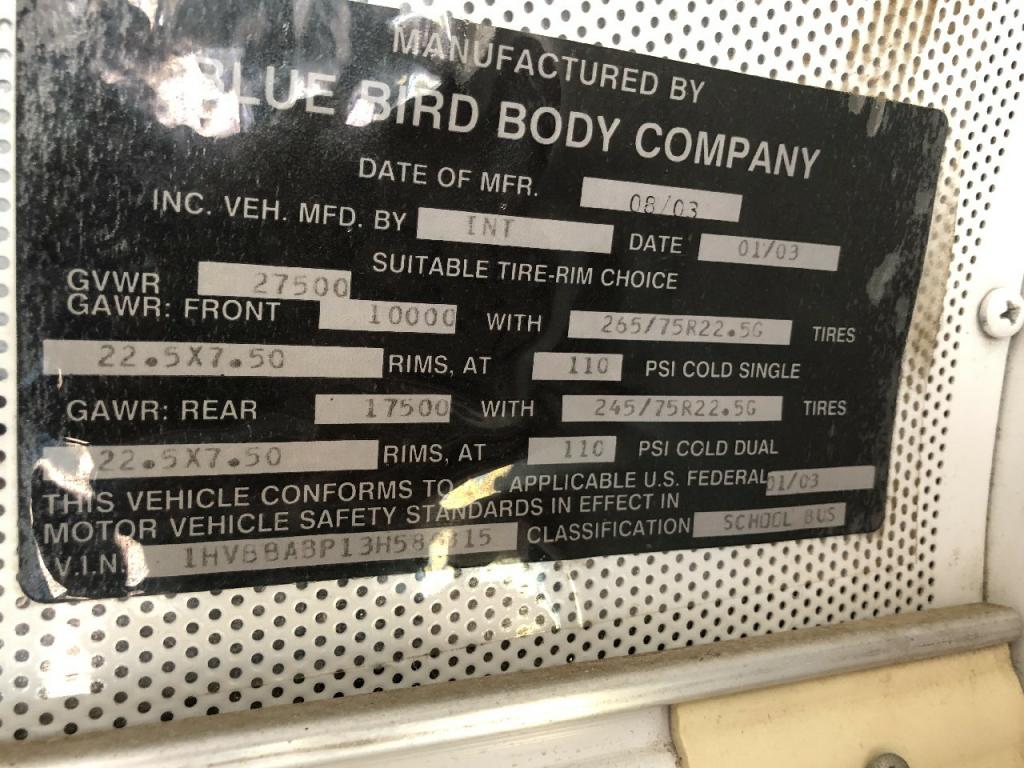 MANUFACTURED BY
BLUE BIRD BODY COMPANY
DATE OF MFR. 08/03
INC. VEH. MFD. BY INT DATE 01/03
SUITABLE TIRE-RIM CHOICE
GVWR 27500
GAWR: FRONT 10000 WITH 265/75R22.5G TIRES
22.5X7.50 RIMS, AT 110 PSI COLD SINGLE
GAWR: REAR 17500 WITH 245/75R22.5G TIRES
22.5X7.50 RIMS, AT 110 PSI COLD DUAL
THIS VEHICLE CONFORMS TO APPLICABLE U.S. FEDERAL 01/03
MOTOR VEHICLE SAFETY STANDARDS IN EFFECT IN
V.I.N. CLASSIFICATION SCHOOL BUS